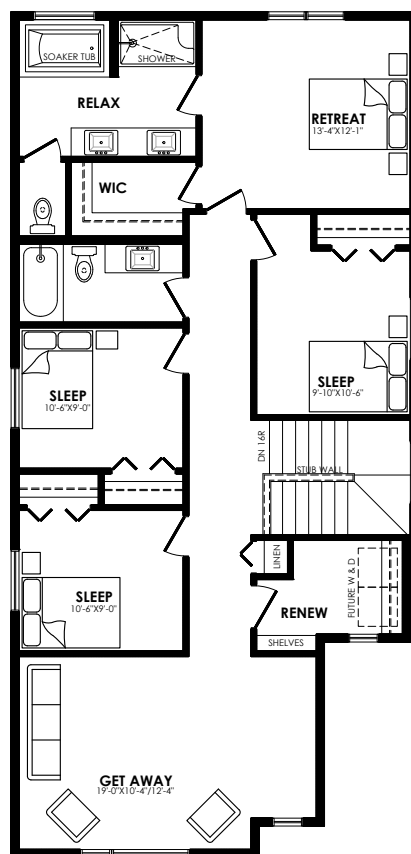 SOAKER TUB
SHOWER
RELAX
RETREAT
13'-4"X12'-1"
WIC
SLEEP
10'-6"X9'-0"
SLEEP
9'-10"X10'-6"
DN 16R
STUB WALL
LINEN
FUTURE W & D
SLEEP
10'-6"X9'-0"
RENEW
SHELVES
GET AWAY
19'-0"X10'-4"/12'-4"